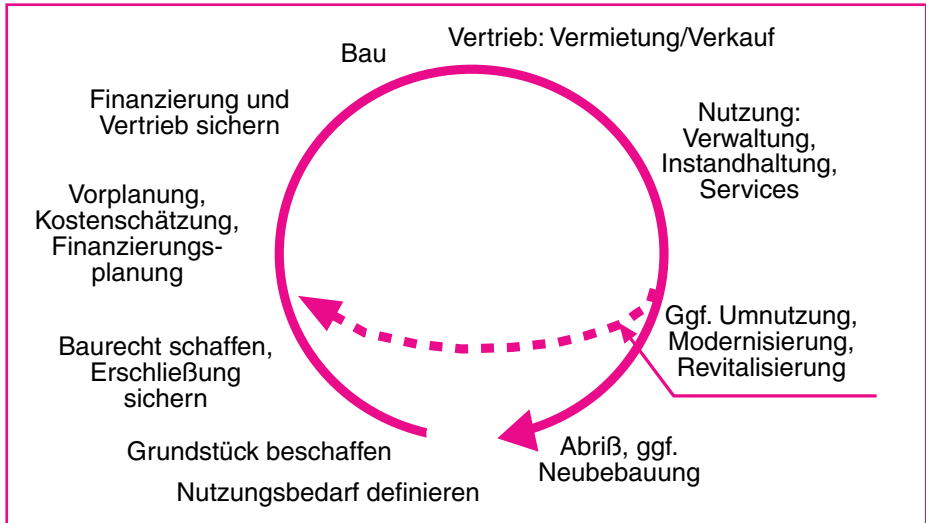 Vertrieb: Vermietung/Verkauf
Bau
Finanzierung und
Vertrieb sichern
Nutzung:
Verwaltung,
Instandhaltung,
Services
Vorplanung,
Kostenschätzung,
Finanzierungs-
planung
Ggf. Umnutzung,
Modernisierung,
Revitalisierung
Baurecht schaffen,
Erschließung
sichern
Grundstück beschaffen
Abriß, ggf.
Neubebauung
Nutzungsbedarf definieren